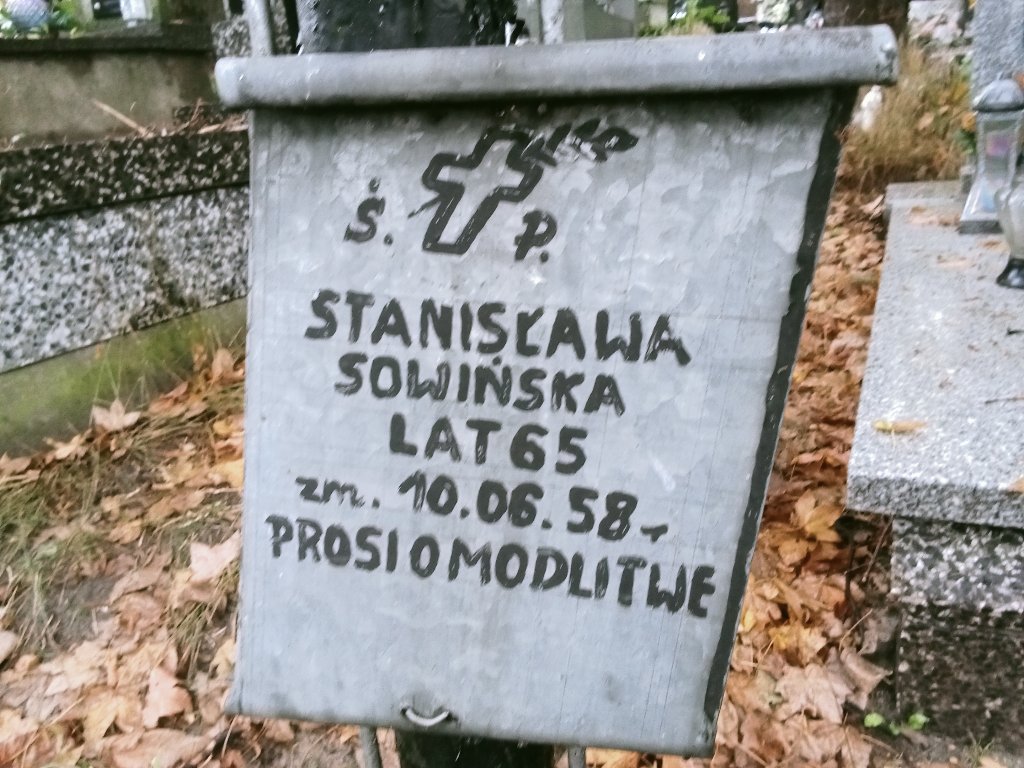 Ś. P.
STANISŁAWA
SOWIŃSKA
LAT 65
zm. 10.06.58-
PROSI O MODLITWE